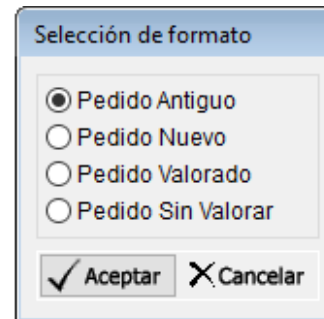 Selección de formato
Pedido Antiguo
Pedido Nuevo
Pedido Valorado
Pedido Sin Valorar
Aceptar Cancelar